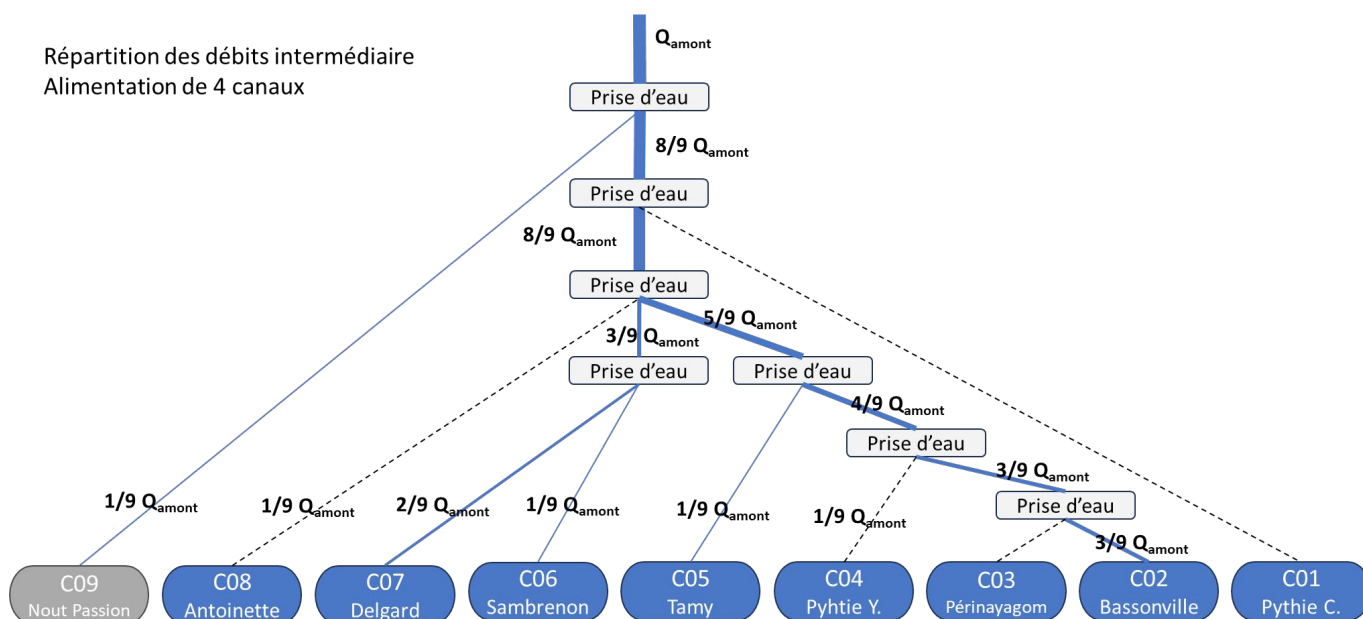 Répartition des débits intermédiaire
Alimentation de 4 canaux
Qamont
Prise d’eau
8/9 Qamont
Prise d’eau
8/9 Qamont
Prise d’eau
5/9 Qamont
3/9 Qamont
Prise d’eau
Prise d’eau
4/9 Qamont
Prise d’eau
3/9 Qamont
Prise d’eau
1/9 Qamont
1/9 Qamont
2/9 Qamont
1/9 Qamont
1/9 Qamont
1/9 Qamont
3/9 Qamont
C09
Nout Passion
C08
Antoinette
C07
Delgard
C06
Sambrenon
C05
Tamy
C04
Pyhtie Y.
C03
Périnayagom
C02
Bassonville
C01
Pythie C.